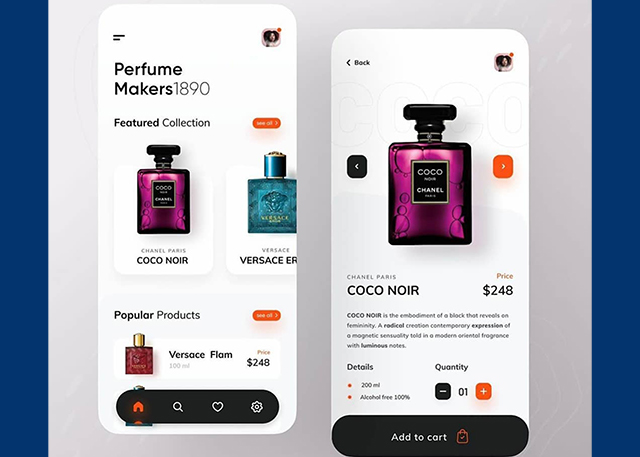 Perfume
Makers1890
Featured Collection
see all >
COCO
NOIR
CHANEL
PARIS
VERSACE
CHANEL PARIS
COCO NOIR
VERSACE
VERSACE ER
Popular Products
see all >
Versace Flam
100 ml
Price
$248
< Back
COCO
COCO
NOIR
CHANEL
PARIS
CHANEL PARIS
COCO NOIR
Price
$248
COCO NOIR is the embodiment of a black that reveals on
femininity. A radical creation contemporary expression of
a magnetic sensuality told in a modern oriental fragrance
with luminous notes.
Details
200 ml
Alcohol free 100%
Quantity
01
Add to cart